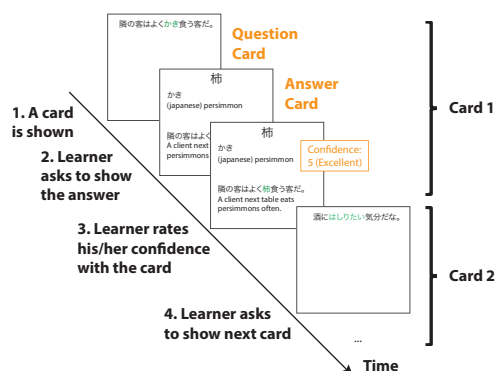 隣の客はよくかき食う客だ。
Question
Card
柿
かき
(japanese) persimmon
隣の客はよく
A client next
persimmons
Answer
Card
柿
かき
(japanese) persimmon
隣の客はよく柿食う客だ。
A client next table eats
persimmons often.
Confidence:
5 (Excellent)
Card 1
1. A card
is shown
2. Learner
asks to show
the answer
3. Learner rates
his/her confidence
with the card
4. Learner asks
to show next card
酒にはしりたい気分だな。
Card 2
...
Time